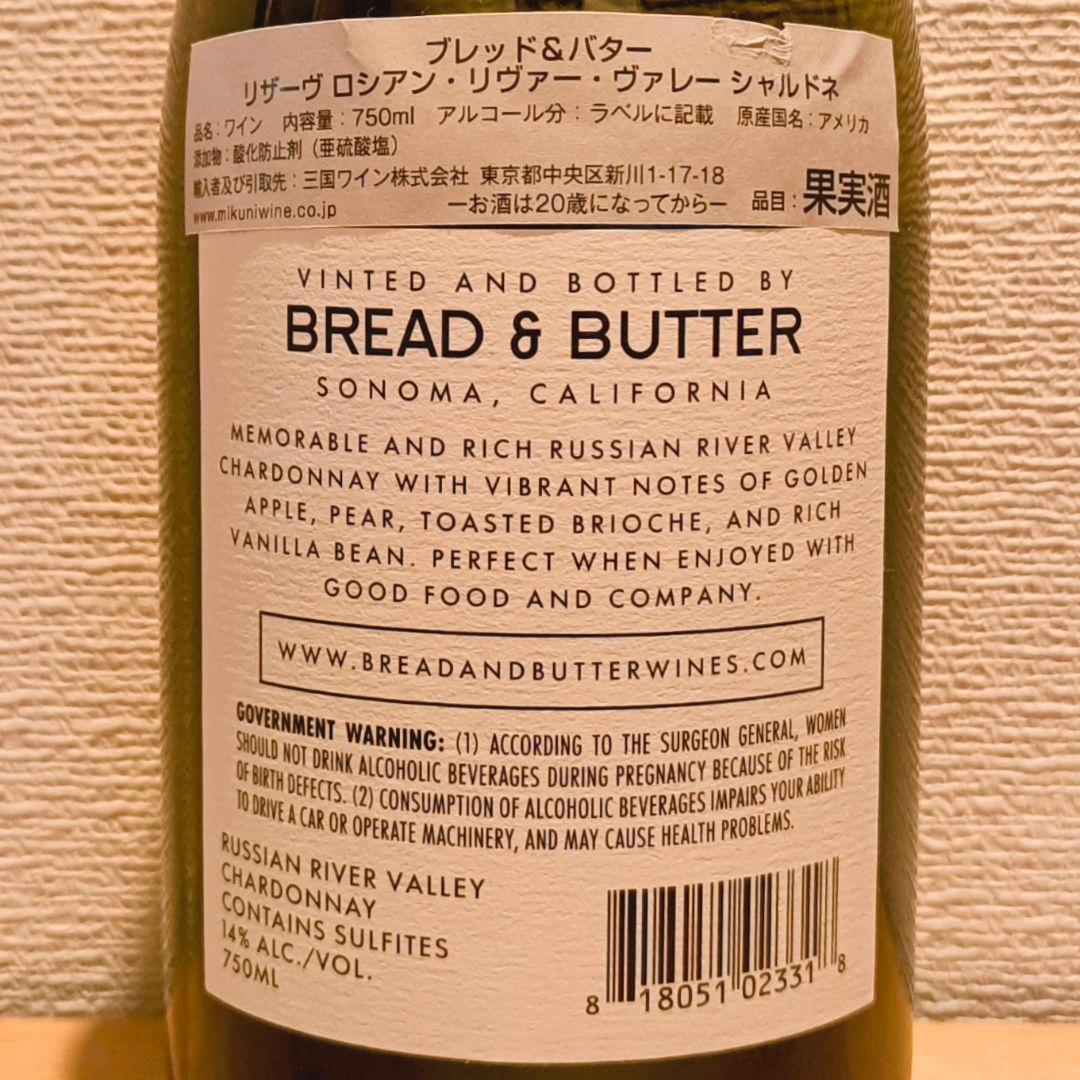 ブレッド&バター
リザーヴ ロシアン・リヴァー・ヴァレー シャルドネ
品名：ワイン 内容量：750ml アルコール分：ラベルに記載 原産国名：アメリカ
添加物：酸化防止剤（亜硫酸塩）
輸入者及び引取先：三国ワイン株式会社 東京都中央区新川1-17-18
www.mikuniwine.co.jp ーお酒は20歳になってからー 品目：果実酒
VINTED AND BOTTLED BY
BREAD & BUTTER
SONOMA, CALIFORNIA
MEMORABLE AND RICH RUSSIAN RIVER VALLEY
CHARDONNAY WITH VIBRANT NOTES OF GOLDEN
APPLE, PEAR, TOASTED BRIOCHE, AND RICH
VANILLA BEAN. PERFECT WHEN ENJOYED WITH
GOOD FOOD AND COMPANY.
WWW.BREADANDBUTTERWINES.COM
GOVERNMENT WARNING: (1) ACCORDING TO THE SURGEON GENERAL, WOMEN
SHOULD NOT DRINK ALCOHOLIC BEVERAGES DURING PREGNANCY BECAUSE OF THE RISK
OF BIRTH DEFECTS. (2) CONSUMPTION OF ALCOHOLIC BEVERAGES IMPAIRS YOUR ABILITY
TO DRIVE A CAR OR OPERATE MACHINERY, AND MAY CAUSE HEALTH PROBLEMS.
RUSSIAN RIVER VALLEY
CHARDONNAY
CONTAINS SULFITES
14% ALC./VOL.
750ML
8 18051 02331 8